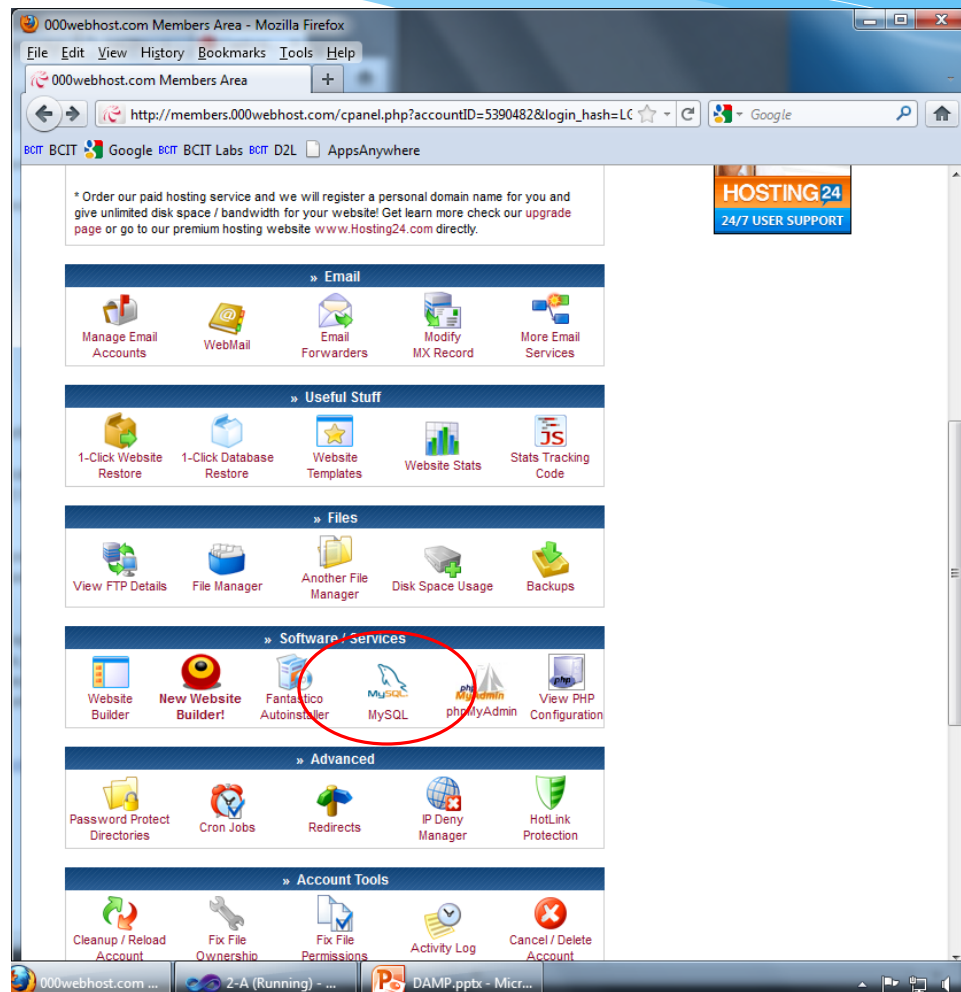 000webhost.com Members Area - Mozilla Firefox
File Edit View History Bookmarks Tools Help
000webhost.com Members Area
http://members.000webhost.com/cpanel.php?accountID=5390482&login_hash=LC
Google
BCIT BCIT Google BCIT BCIT Labs BCIT D2L AppsAnywhere
* Order our paid hosting service and we will register a personal domain name for you and
give unlimited disk space / bandwidth for your website! Get learn more check our upgrade
page or go to our premium hosting website www.Hosting24.com directly.
HOSTING 24
24/7 USER SUPPORT
» Email
Manage Email Accounts
WebMail
Email Forwarders
Modify MX Record
More Email Services
» Useful Stuff
1-Click Website Restore
1-Click Database Restore
Website Templates
Website Stats
JS
Stats Tracking Code
» Files
View FTP Details
File Manager
Another File Manager
Disk Space Usage
Backups
» Software / Services
Website Builder
New Website Builder!
Fantastico Autoinstaller
MySQL
MySQL
php MyAdmin
phpMyAdmin
php
View PHP Configuration
» Advanced
Password Protect Directories
Cron Jobs
Redirects
IP Deny Manager
HotLink Protection
» Account Tools
Cleanup / Reload Account
Fix File Ownership
Fix File Permissions
Activity Log
Cancel / Delete Account
000webhost.com ...
2-A (Running) - ...
DAMP.pptx - Micr...